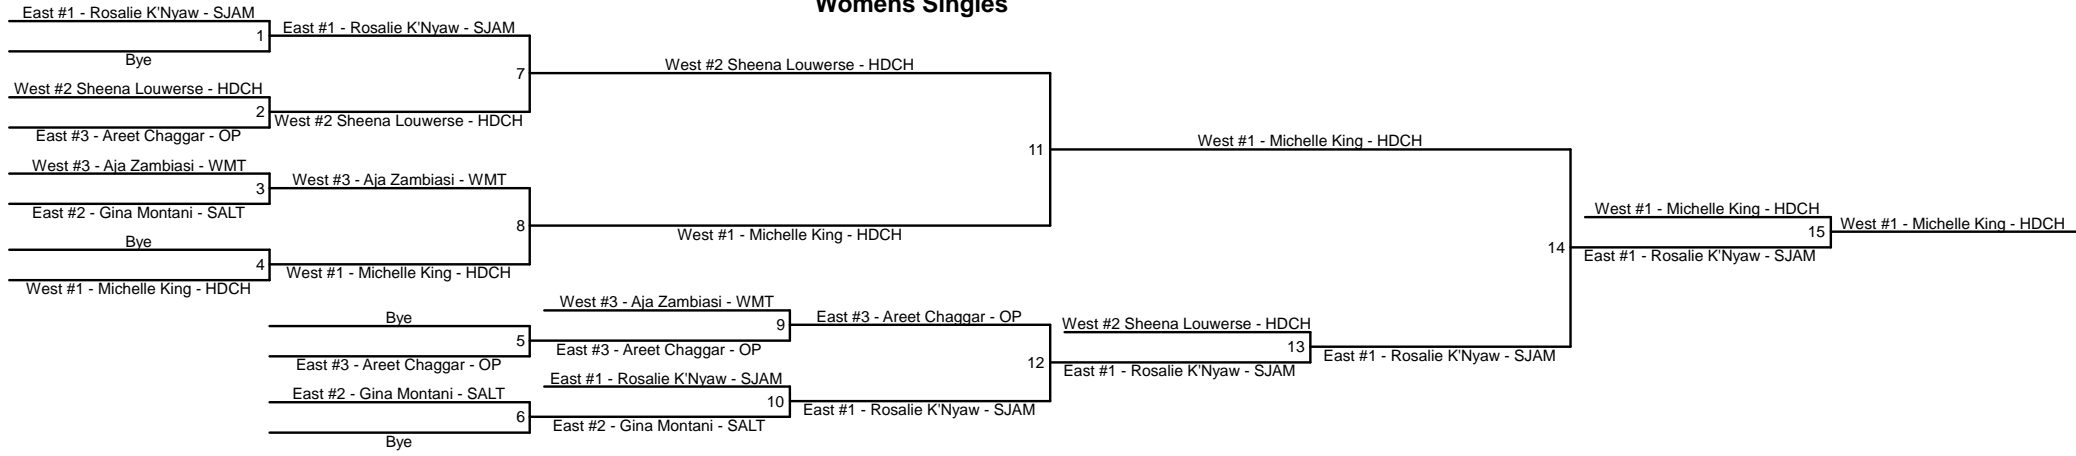 Womens Singles
East #1 - Rosalie K'Nyaw - SJAM
1
Bye
East #1 - Rosalie K'Nyaw - SJAM
West #2 Sheena Louwerse - HDCH
2
East #3 - Areet Chaggar - OP
West #2 Sheena Louwerse - HDCH
7
West #2 Sheena Louwerse - HDCH
West #3 - Aja Zambiasi - WMT
3
East #2 - Gina Montani - SALT
West #3 - Aja Zambiasi - WMT
Bye
4
West #1 - Michelle King - HDCH
West #1 - Michelle King - HDCH
8
West #1 - Michelle King - HDCH
11
West #1 - Michelle King - HDCH
Bye
5
East #3 - Areet Chaggar - OP
East #2 - Gina Montani - SALT
6
Bye
West #3 - Aja Zambiasi - WMT
9
East #3 - Areet Chaggar - OP
East #1 - Rosalie K'Nyaw - SJAM
10
East #2 - Gina Montani - SALT
East #3 - Areet Chaggar - OP
12
East #1 - Rosalie K'Nyaw - SJAM
West #2 Sheena Louwerse - HDCH
13
East #1 - Rosalie K'Nyaw - SJAM
East #1 - Rosalie K'Nyaw - SJAM
14
West #1 - Michelle King - HDCH
15
East #1 - Rosalie K'Nyaw - SJAM
West #1 - Michelle King - HDCH